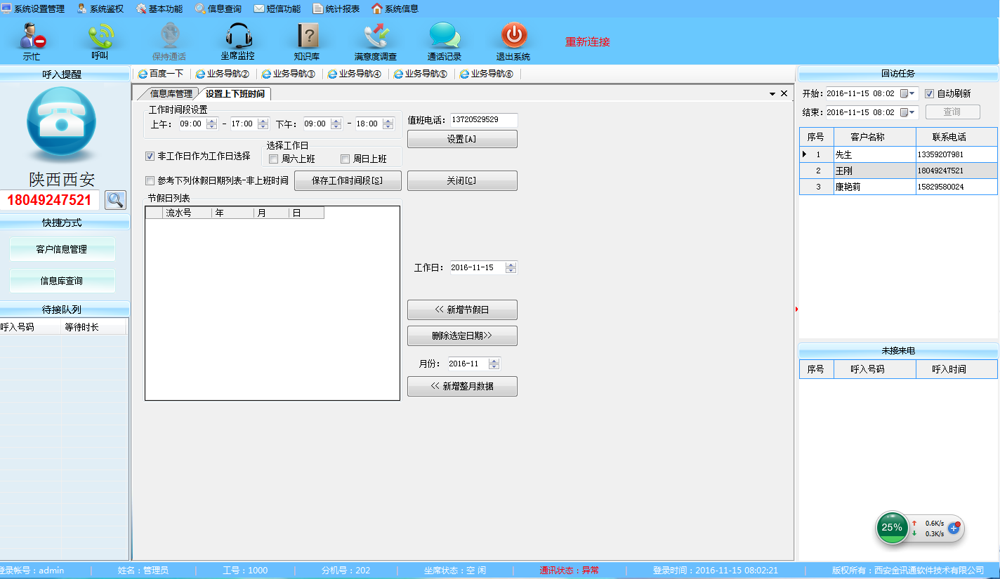 系统设置管理 系统鉴权 基本功能 信息查询 短信功能 统计报表 系统信息
示忙 呼叫 保持通话 坐席监控 知识库 满意度调查 通话记录 退出系统 重新连接
呼入提醒
陕西西安
18049247521
快捷方式
客户信息管理
信息库查询
待接队列
呼入号码 等待时长
百度一下 业务导航② 业务导航③ 业务导航④ 业务导航⑤ 业务导航⑥
信息库管理 设置上下班时间
工作时间段设置
上午： 09:00 - 17:00 下午： 09:00 - 18:00
值班电话： 13720529529
设置[A]
非工作日作为工作日选择
选择工作日
周六上班 周日上班
参考下列休假日期列表-非上班时间 保存工作时间段[S] 关闭[C]
节假日列表
流水号 年 月 日
工作日： 2016-11-15
<< 新增节假日
删除选定日期>>
月份： 2016-11
<< 新增整月数据
回访任务
开始： 2016-11-15 08:02 自动刷新
结束： 2016-11-15 08:02 查询
序号 客户名称 联系电话
1 先生 13359207981
2 王刚 18049247521
3 康艳莉 15829580024
未接来电
序号 呼入号码 呼入时间
25% 0.6K/s
0.3K/s
登录帐号：admin 姓名：管理员 工号：1000 分机号：202 坐席状态：空 闲 通讯状态：异常 登录时间：2016-11-15 08:02:21 版权所有：西安金讯通软件技术有限公司